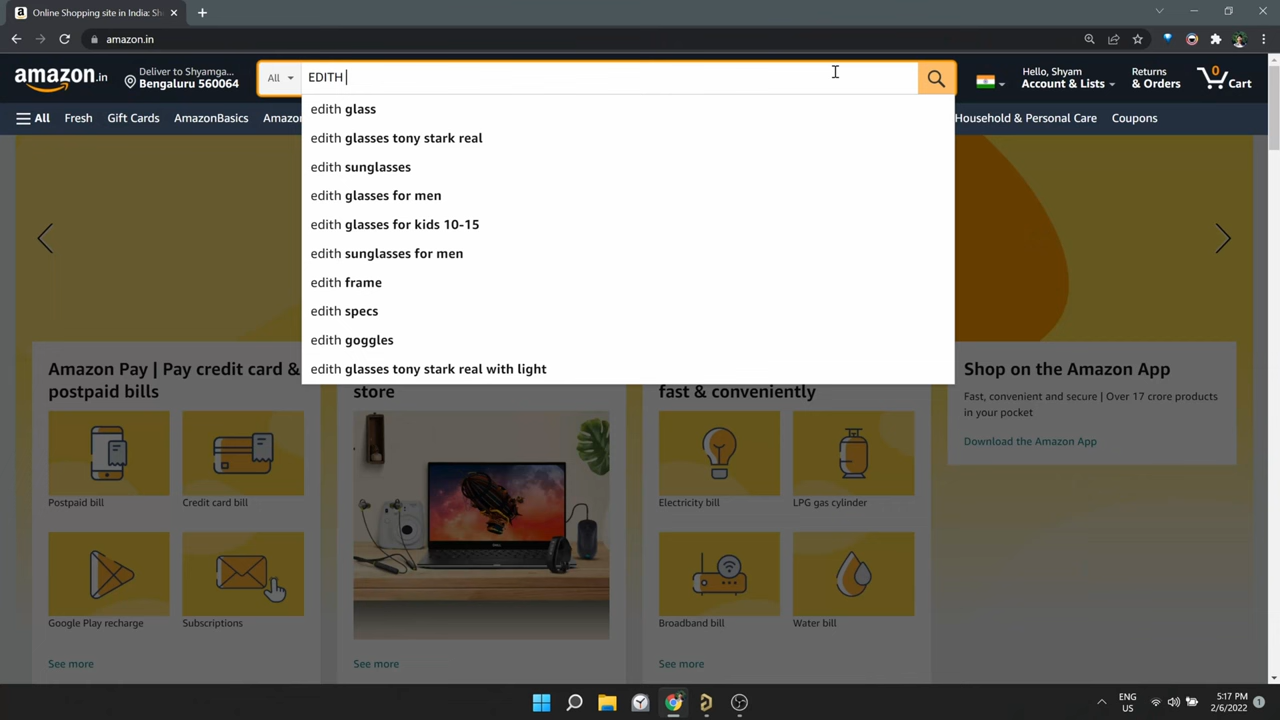 Online Shopping site in India: Sh
amazon.in
amazon.in
Deliver to Shyamga...
Bengaluru 560064
All
EDITH
Hello, Shyam
Account & Lists
Returns
& Orders
0
Cart
All
Fresh
Gift Cards
AmazonBasics
Amazon
Household & Personal Care
Coupons
edith glass
edith glasses tony stark real
edith sunglasses
edith glasses for men
edith glasses for kids 10-15
edith sunglasses for men
edith frame
edith specs
edith goggles
edith glasses tony stark real with light
Amazon Pay | Pay credit card &
postpaid bills
Postpaid bill
Credit card bill
Google Play recharge
Subscriptions
See more
store
See more
fast & conveniently
Electricity bill
LPG gas cylinder
Broadband bill
Water bill
See more
Shop on the Amazon App
Fast, convenient and secure | Over 17 crore products
in your pocket
Download the Amazon App
ENG
US
5:17 PM
2/6/2022
1